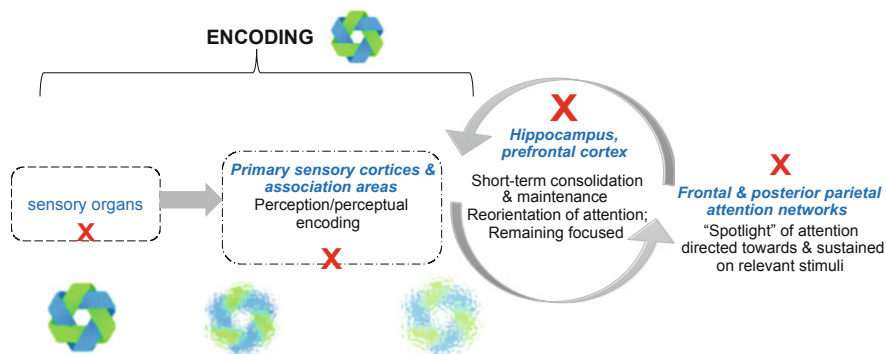 ENCODING
sensory organs
X
Primary sensory cortices &
association areas
Perception/perceptual
encoding
X
X
Hippocampus,
prefrontal cortex
Short-term consolidation
& maintenance
Reorientation of attention;
Remaining focused
X
Frontal & posterior parietal
attention networks
“Spotlight” of attention
directed towards & sustained
on relevant stimuli